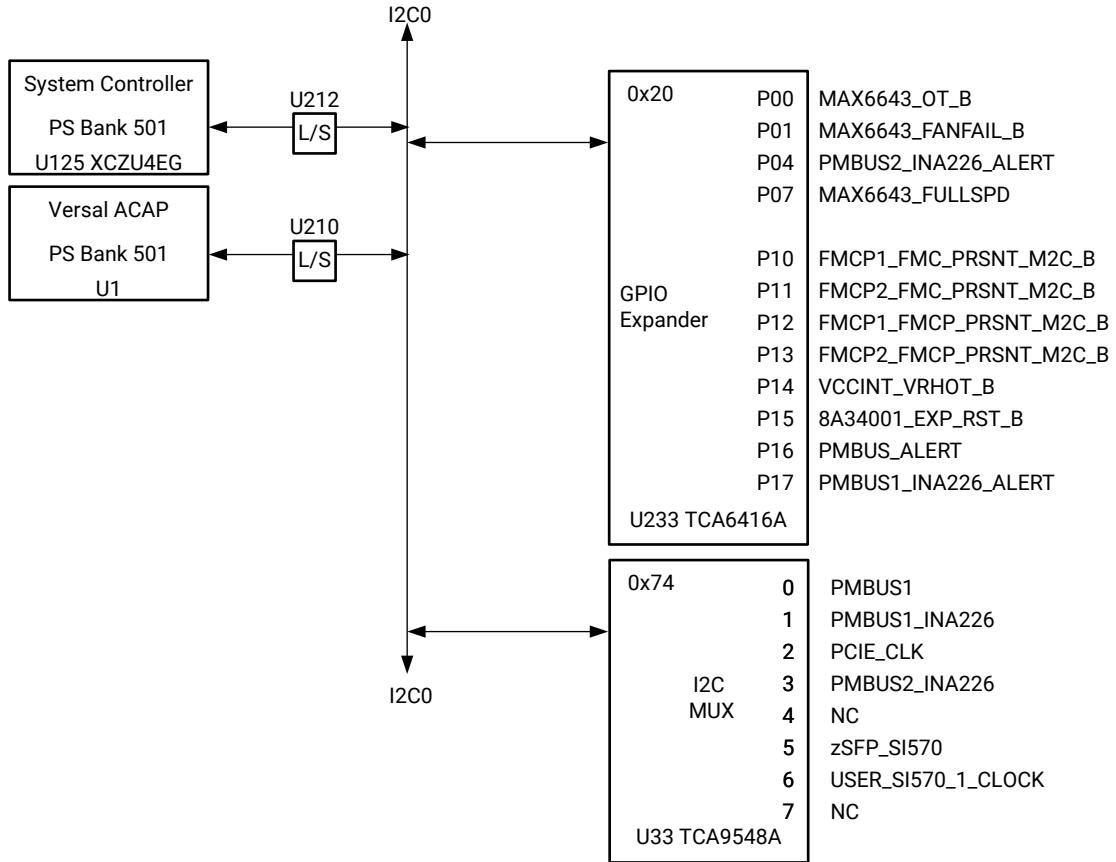 I2C0
System Controller
PS Bank 501
U125 XCZU4EG
U212
L/S
Versal ACAP
PS Bank 501
U1
U210
L/S
I2C0
0x20
GPIO
Expander
P00 MAX6643_OT_B
P01 MAX6643_FANFAIL_B
P04 PMBUS2_INA226_ALERT
P07 MAX6643_FULLSPD
P10 FMCP1_FMC_PRSNT_M2C_B
P11 FMCP2_FMC_PRSNT_M2C_B
P12 FMCP1_FMCP_PRSNT_M2C_B
P13 FMCP2_FMCP_PRSNT_M2C_B
P14 VCCINT_VRHOT_B
P15 8A34001_EXP_RST_B
P16 PMBUS_ALERT
P17 PMBUS1_INA226_ALERT
U233 TCA6416A
0x74
I2C
MUX
0 PMBUS1
1 PMBUS1_INA226
2 PCIE_CLK
3 PMBUS2_INA226
4 NC
5 zSFP_SI570
6 USER_SI570_1_CLOCK
7 NC
U33 TCA9548A